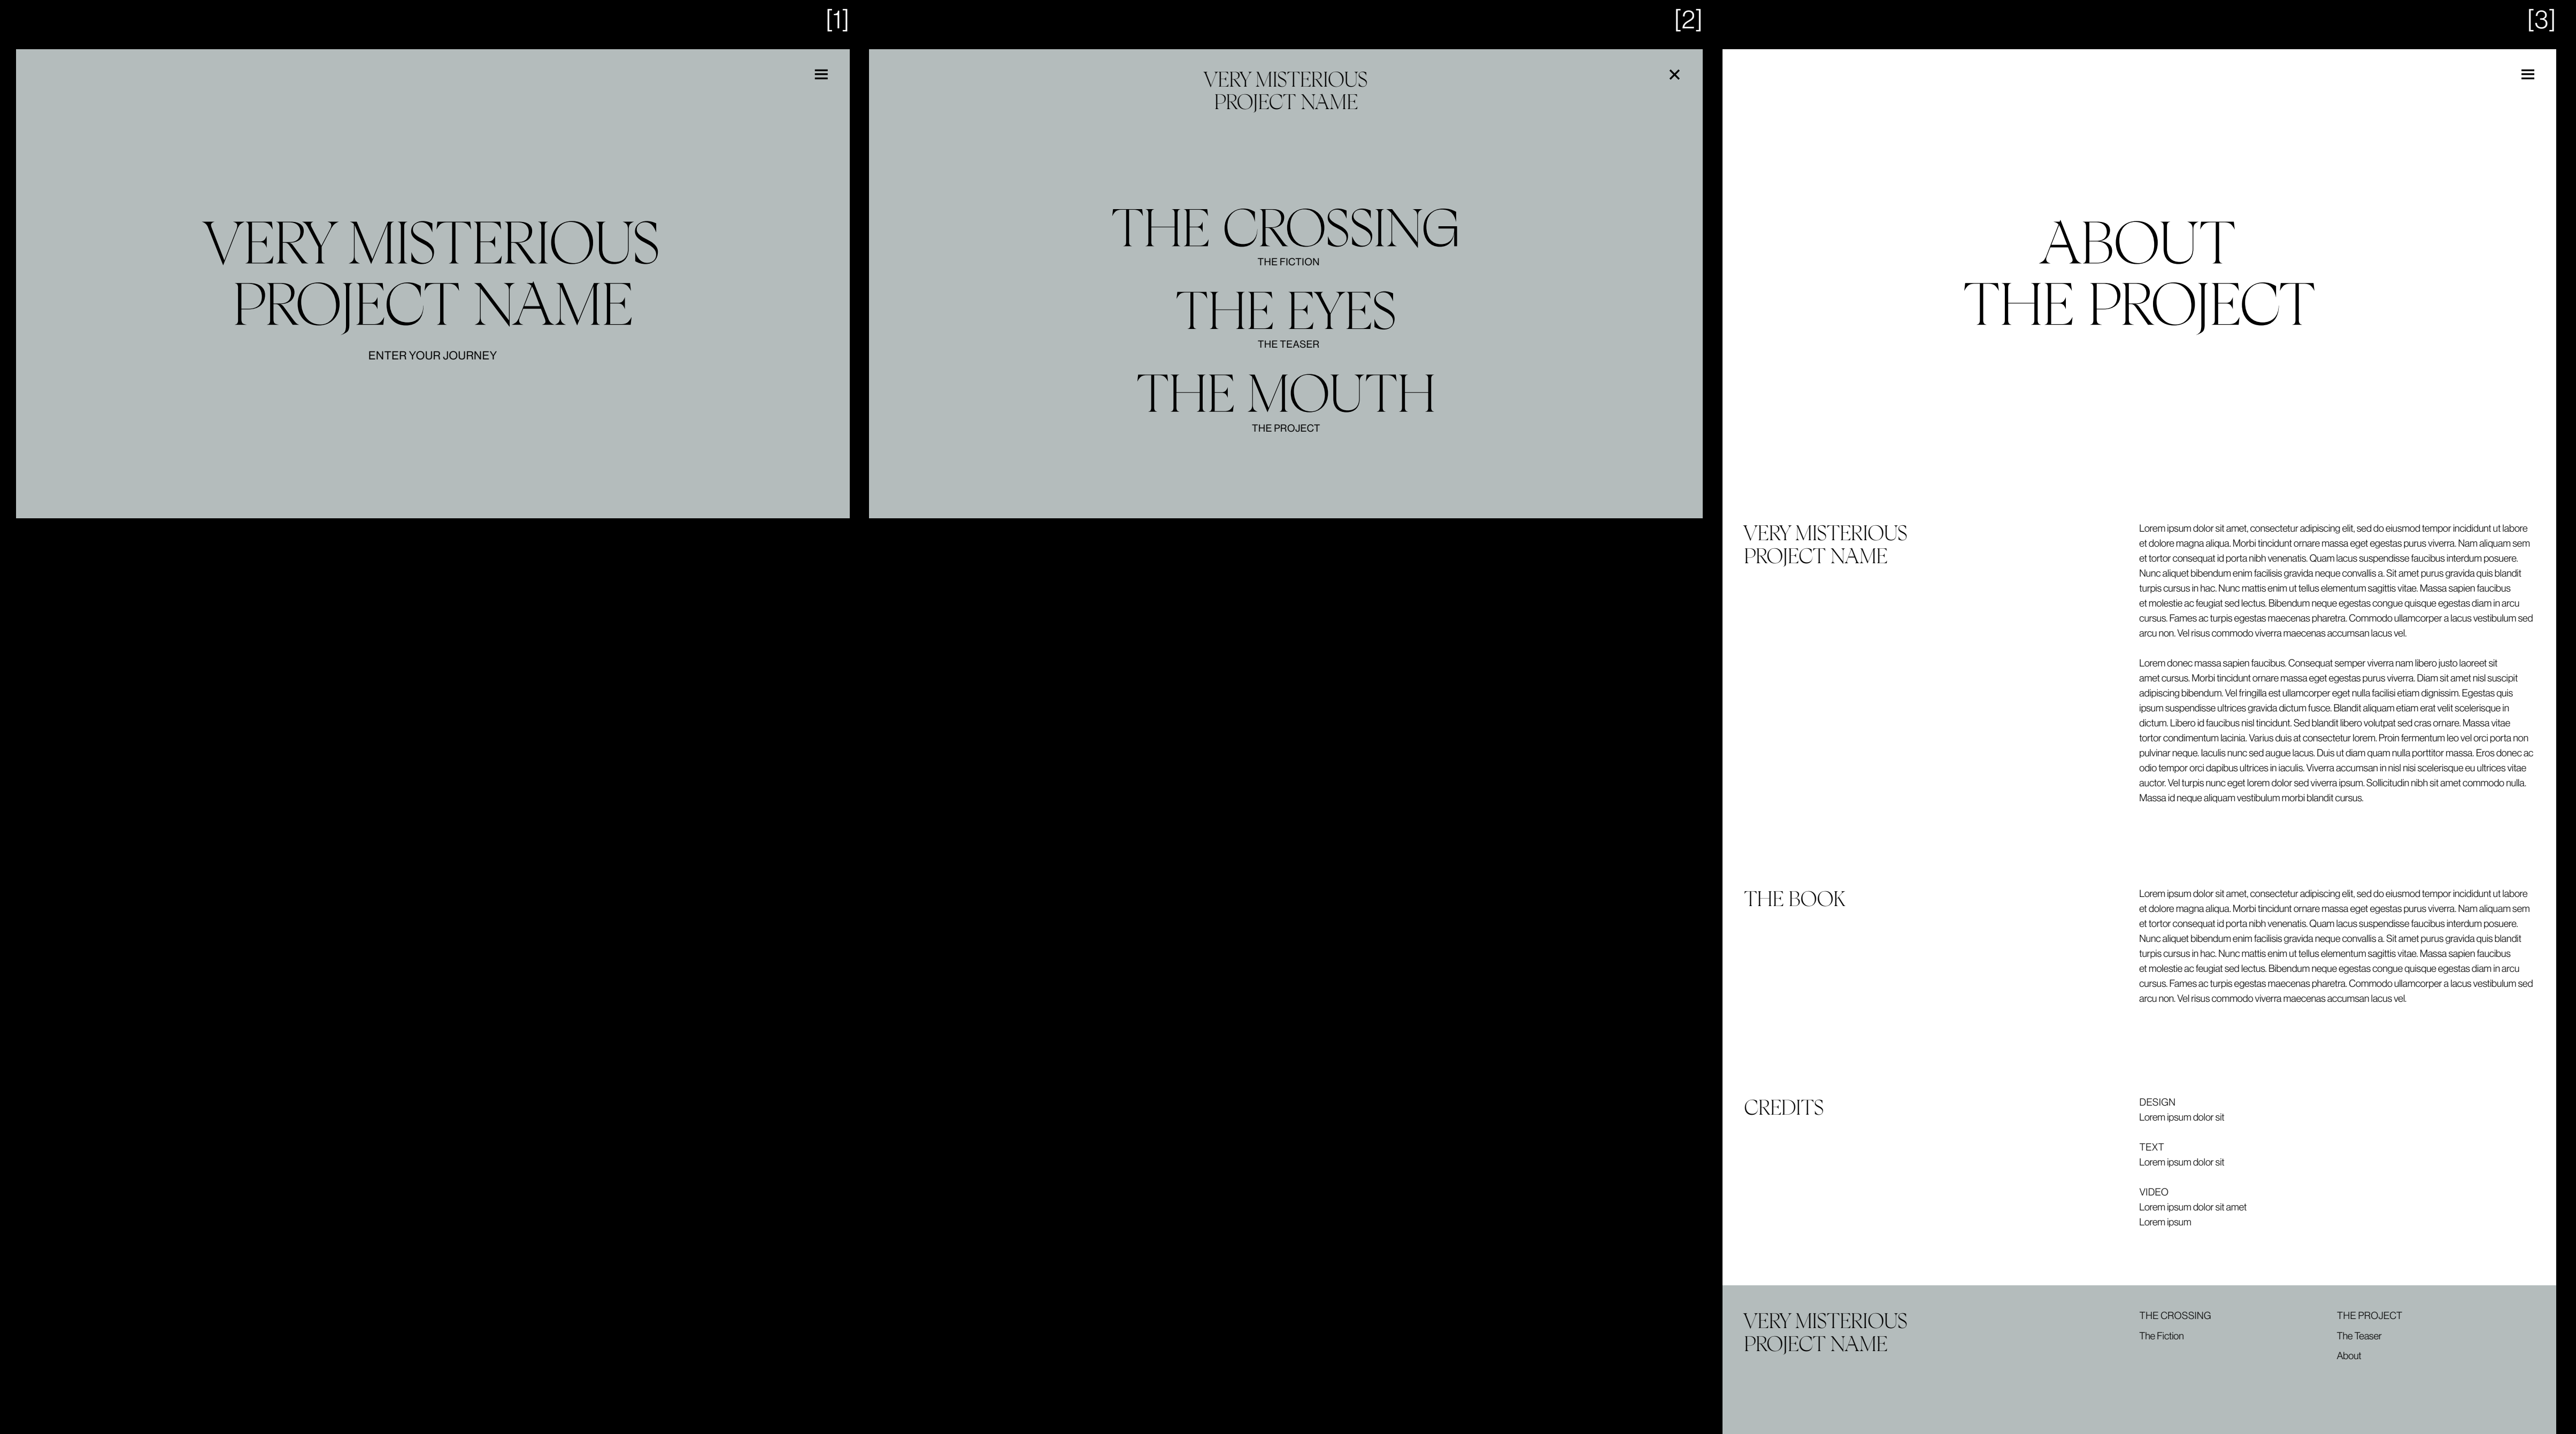 [1]
VERY MISTERIOUS
PROJECT NAME
ENTER YOUR JOURNEY
[2]
VERY MISTERIOUS
PROJECT NAME
THE CROSSING
THE FICTION
THE EYES
THE TEASER
THE MOUTH
THE PROJECT
[3]
ABOUT
THE PROJECT
VERY MISTERIOUS
PROJECT NAME
Lorem ipsum dolor sit amet, consectetur adipiscing elit, sed do eiusmod tempor incididunt ut labore
et dolore magna aliqua. Morbi tincidunt ornare massa eget egestas purus viverra. Nam aliquam sem
et tortor consequat id porta nibh venenatis. Quam lacus suspendisse faucibus interdum posuere.
Nunc aliquet bibendum enim facilisis gravida neque convallis a. Sit amet purus gravida quis blandit
turpis cursus in hac. Nunc mattis enim ut tellus elementum sagittis vitae. Massa sapien faucibus
et molestie ac feugiat sed lectus. Bibendum neque egestas congue quisque egestas diam in arcu
cursus. Fames ac turpis egestas maecenas pharetra. Commodo ullamcorper a lacus vestibulum sed
arcu non. Vel risus commodo viverra maecenas accumsan lacus vel.
Lorem donec massa sapien faucibus. Consequat semper viverra nam libero justo laoreet sit
amet cursus. Morbi tincidunt ornare massa eget egestas purus viverra. Diam sit amet nisl suscipit
adipiscing bibendum. Vel fringilla est ullamcorper eget nulla facilisi etiam dignissim. Egestas quis
ipsum suspendisse ultrices gravida dictum fusce. Blandit aliquam etiam erat velit scelerisque in
dictum. Libero id faucibus nisl tincidunt. Sed blandit libero volutpat sed cras ornare. Massa vitae
tortor condimentum lacinia. Varius duis at consectetur lorem. Proin fermentum leo vel orci porta non
pulvinar neque. Iaculis nunc sed augue lacus. Duis ut diam quam nulla porttitor massa. Eros donec ac
odio tempor orci dapibus ultrices in iaculis. Viverra accumsan in nisl nisi scelerisque eu ultrices vitae
auctor. Vel turpis nunc eget lorem dolor sed viverra ipsum. Sollicitudin nibh sit amet commodo nulla.
Massa id neque aliquam vestibulum morbi blandit cursus.
THE BOOK
Lorem ipsum dolor sit amet, consectetur adipiscing elit, sed do eiusmod tempor incididunt ut labore
et dolore magna aliqua. Morbi tincidunt ornare massa eget egestas purus viverra. Nam aliquam sem
et tortor consequat id porta nibh venenatis. Quam lacus suspendisse faucibus interdum posuere.
Nunc aliquet bibendum enim facilisis gravida neque convallis a. Sit amet purus gravida quis blandit
turpis cursus in hac. Nunc mattis enim ut tellus elementum sagittis vitae. Massa sapien faucibus
et molestie ac feugiat sed lectus. Bibendum neque egestas congue quisque egestas diam in arcu
cursus. Fames ac turpis egestas maecenas pharetra. Commodo ullamcorper a lacus vestibulum sed
arcu non. Vel risus commodo viverra maecenas accumsan lacus vel.
CREDITS
DESIGN
Lorem ipsum dolor sit
TEXT
Lorem ipsum dolor sit
VIDEO
Lorem ipsum dolor sit amet
Lorem ipsum
VERY MISTERIOUS
PROJECT NAME
THE CROSSING
The Fiction
THE PROJECT
The Teaser
About